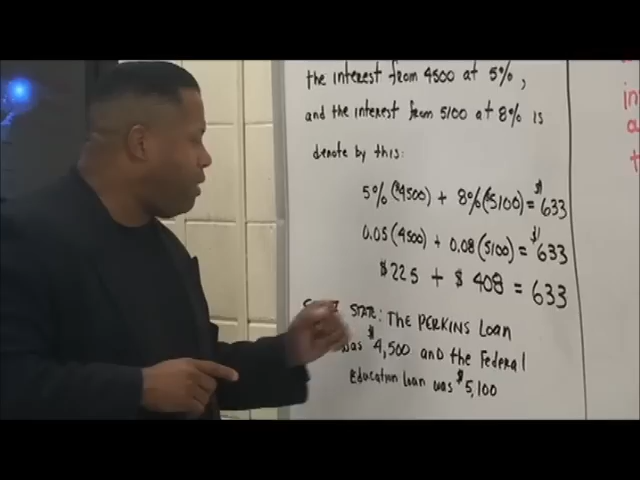 the interest from 4500 at 5%,
and the interest from 5100 at 8% is
denote by this:
5%($4500) + 8%($5100) = $633
0.05(4500) + 0.08(5100) = $633
$225 + $408 = 633
STATE: The PERKINS Loan
was $4,500 and the Federal
Education loan was $5,100
in